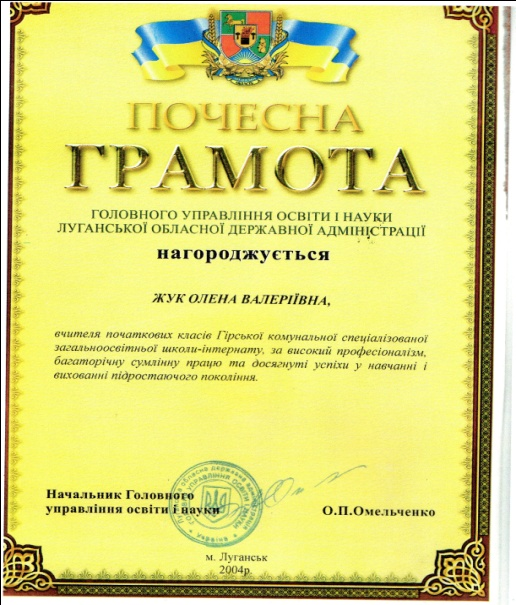 ПОЧЕСНА
ГРАМОТА
ГОЛОВНОГО УПРАВЛІННЯ ОСВІТИ І НАУКИ
ЛУГАНСЬКОЇ ОБЛАСНОЇ ДЕРЖАВНОЇ АДМІНІСТРАЦІЇ
нагороджується
ЖУК ОЛЕНА ВАЛЕРІЇВНА,
вчителя початкових класів Гірської комунальної спеціалізованої
загальноосвітньої школи-інтернату, за високий професіоналізм,
багаторічну сумлінну працю та досягнуті успіхи у навчанні і
вихованні підростаючого покоління.
Начальник Головного
управління освіти і науки
О.П.Омельченко
м. Луганськ
2004р.